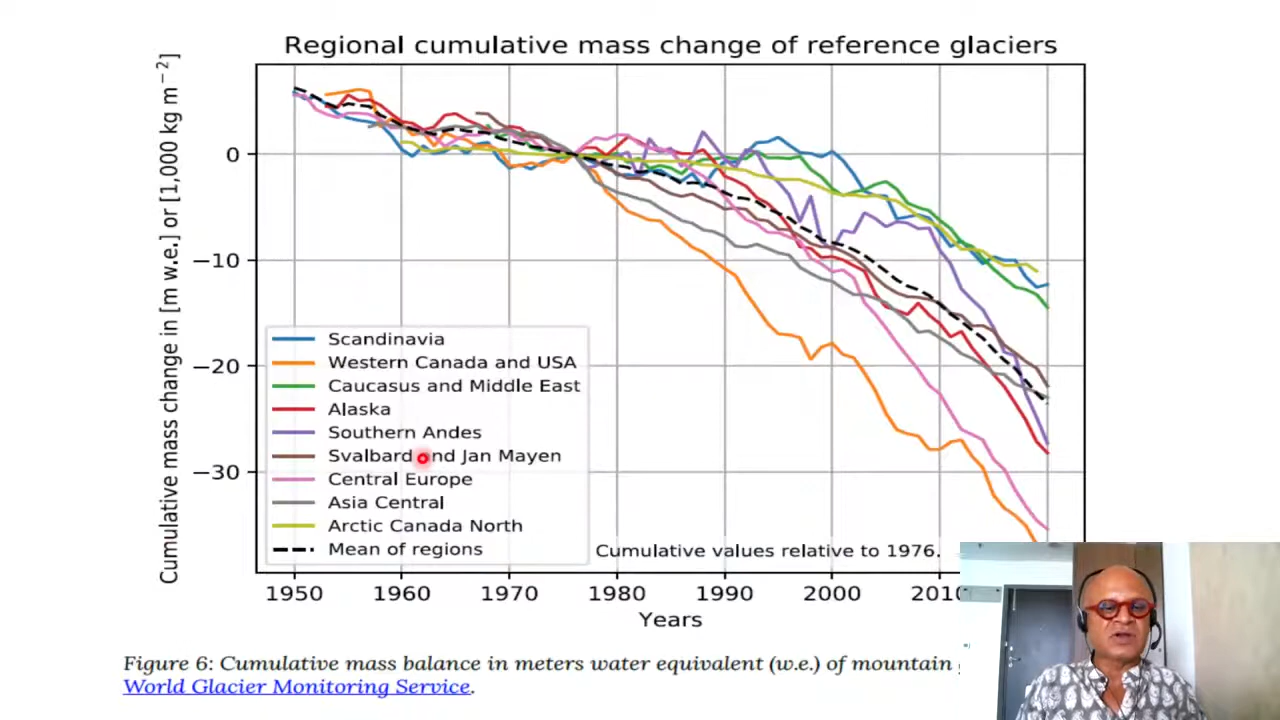 Regional cumulative mass change of reference glaciers
Cumulative mass change in [m w.e.] or [1,000 kg m⁻²]
0
−10
−20
−30
Scandinavia
Western Canada and USA
Caucasus and Middle East
Alaska
Southern Andes
Svalbard and Jan Mayen
Central Europe
Asia Central
Arctic Canada North
Mean of regions
Cumulative values relative to 1976.
1950 1960 1970 1980 1990 2000 2010
Years
Figure 6: Cumulative mass balance in meters water equivalent (w.e.) of mountain
World Glacier Monitoring Service.